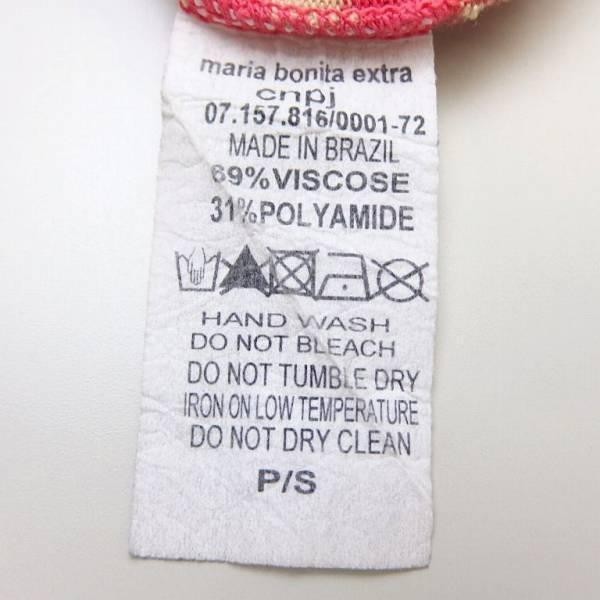 maria bonita extra
cnpj
07.157.816/0001-72
MADE IN BRAZIL
69%VISCOSE
31%POLYAMIDE
HAND WASH
DO NOT BLEACH
DO NOT TUMBLE DRY
IRON ON LOW TEMPERATURE
DO NOT DRY CLEAN
P/S